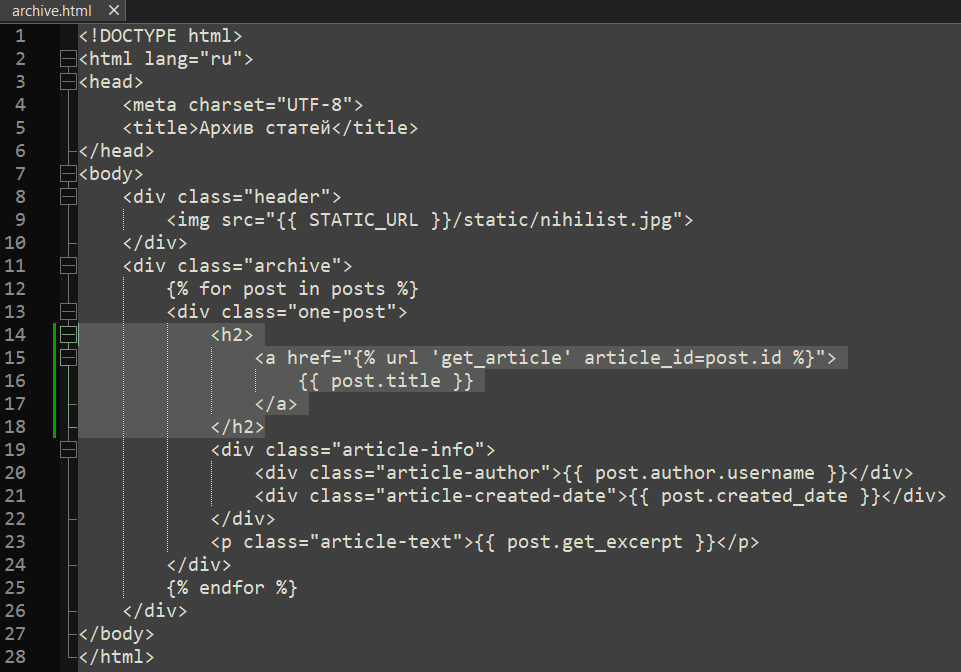 archive.html ×
1 <!DOCTYPE html>
2 <html lang="ru">
3 <head>
4     <meta charset="UTF-8">
5     <title>Архив статей</title>
6 </head>
7 <body>
8     <div class="header">
9         <img src="{{ STATIC_URL }}/static/nihilist.jpg">
10     </div>
11     <div class="archive">
12         {% for post in posts %}
13         <div class="one-post">
14             <h2>
15                 <a href="{% url 'get_article' article_id=post.id %}">
16                     {{ post.title }}
17                 </a>
18             </h2>
19             <div class="article-info">
20                 <div class="article-author">{{ post.author.username }}</div>
21                 <div class="article-created-date">{{ post.created_date }}</div>
22             </div>
23             <p class="article-text">{{ post.get_excerpt }}</p>
24         </div>
25         {% endfor %}
26     </div>
27 </body>
28 </html>